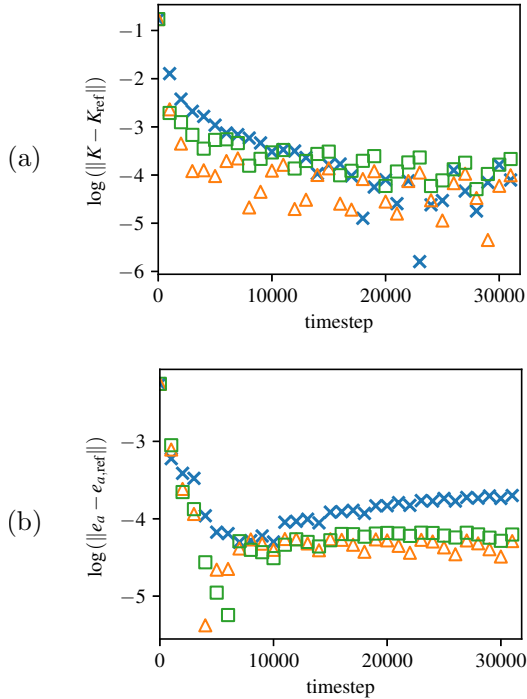 (a)
log (||K − K_ref||)
−1
−2
−3
−4
−5
−6
0 10000 20000 30000
timestep
(b)
log (||e_a − e_{a,ref}||)
−3
−4
−5
0 10000 20000 30000
timestep